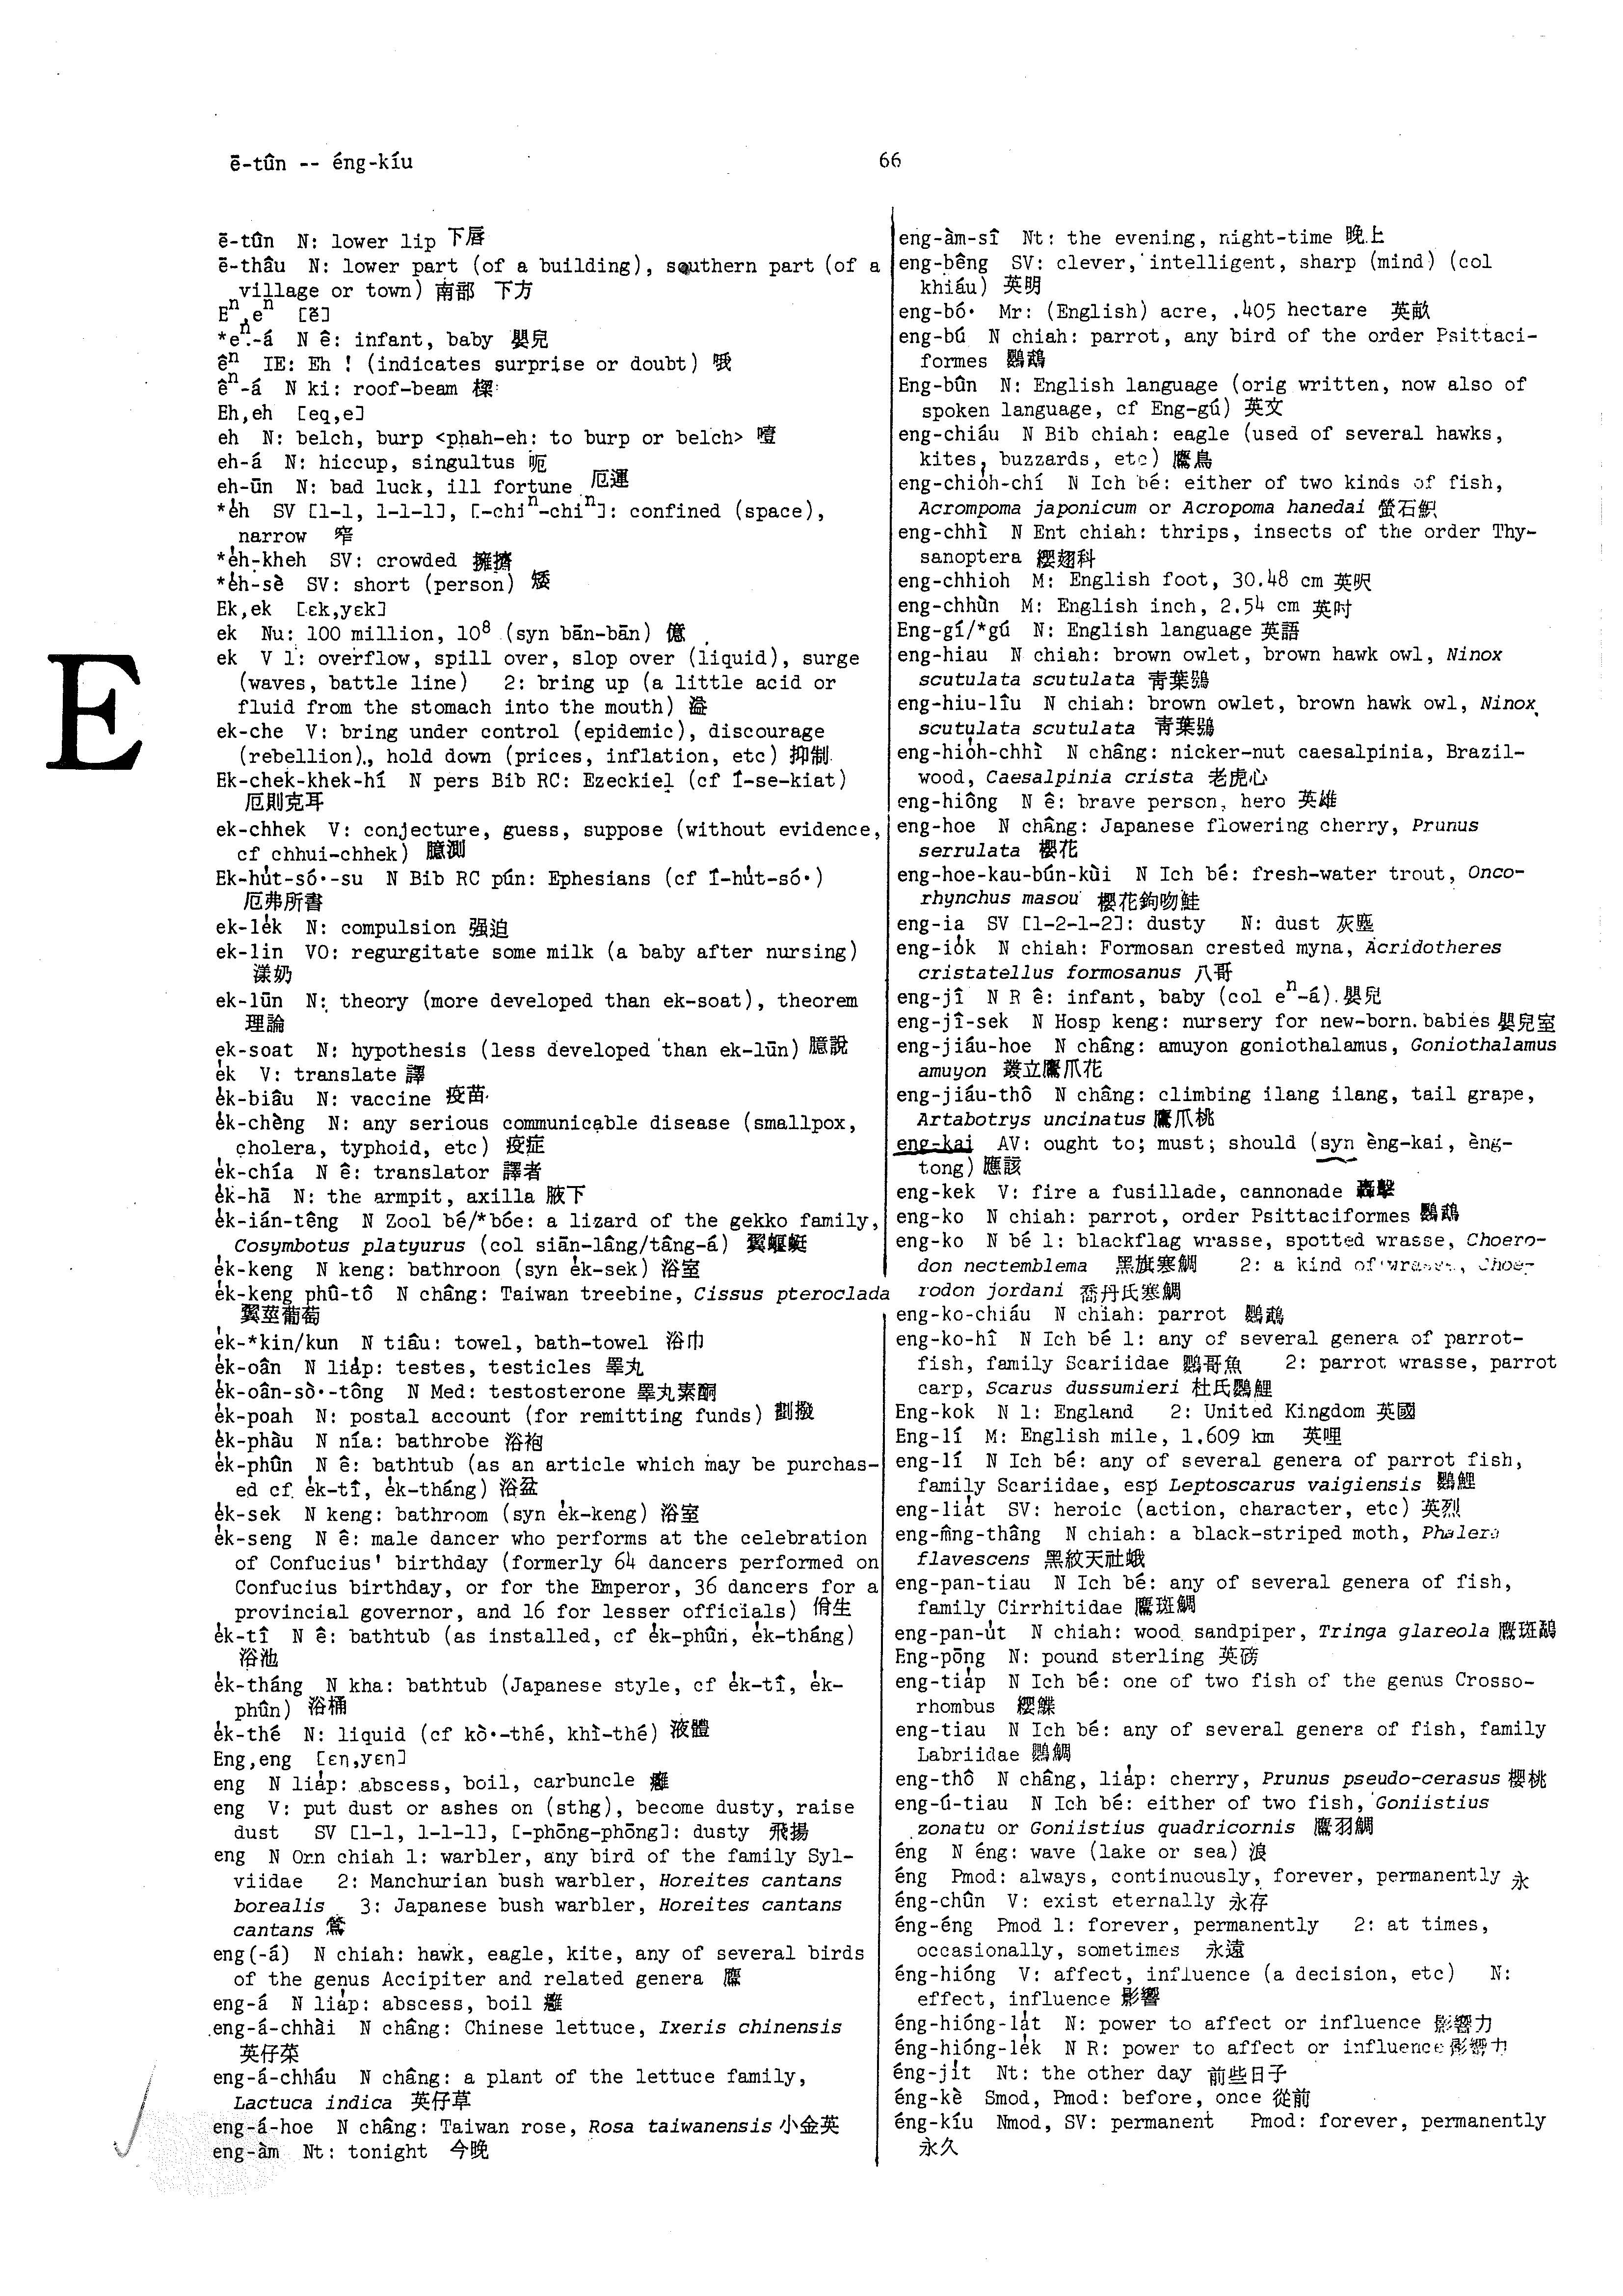 ē-tûn -- éng-kíu
66
E
ē-tûn N: lower lip 下唇
ē-thâu N: lower part (of a building), southern part (of a
village or town) 南部 下方
Eⁿ,eⁿ [ẽ]
*eⁿ-á N ê: infant, baby 嬰兒
êⁿ IE: Eh ! (indicates surprise or doubt) 哦
êⁿ-á N ki: roof-beam 楹
Eh,eh [eq,e]
eh N: belch, burp <phah-eh: to burp or belch> 噎
eh-á N: hiccup, singultus 呃
eh-ūn N: bad luck, ill fortune 厄運
*e̍h SV [1-1, 1-1-1], [-chiⁿ-chiⁿ]: confined (space),
narrow 窄
*e̍h-kheh SV: crowded 擁擠
*e̍h-sè SV: short (person) 矮
Ek,ek [ɛk,yɛk]
ek Nu: 100 million, 10⁸ (syn bān-bān) 億
ek V 1: overflow, spill over, slop over (liquid), surge
(waves, battle line) 2: bring up (a little acid or
fluid from the stomach into the mouth) 溢
ek-che V: bring under control (epidemic), discourage
(rebellion), hold down (prices, inflation, etc) 抑制
Ek-chek-khek-hí N pers Bib RC: Ezeckiel (cf Í-se-kiat)
厄則克耳
ek-chhek V: conjecture, guess, suppose (without evidence,
cf chhui-chhek) 臆測
Ek-hu̍t-só·-su N Bib RC pún: Ephesians (cf Í-hu̍t-só·)
厄弗所書
ek-le̍k N: compulsion 强迫
ek-lin VO: regurgitate some milk (a baby after nursing)
漾奶
ek-lūn N: theory (more developed than ek-soat), theorem
理論
ek-soat N: hypothesis (less developed than ek-lūn) 臆說
e̍k V: translate 譯
e̍k-biâu N: vaccine 疫苗
e̍k-chèng N: any serious communicable disease (smallpox,
cholera, typhoid, etc) 疫症
e̍k-chía N ê: translator 譯者
e̍k-hā N: the armpit, axilla 腋下
e̍k-ián-têng N Zool bé/*bóe: a lizard of the gekko family,
Cosymbotus platyurus (col siān-lâng/tâng-á) 翼蝘蜓
e̍k-keng N keng: bathroon (syn e̍k-sek) 浴室
e̍k-keng phû-tô N châng: Taiwan treebine, Cissus pteroclada
翼莖葡萄
e̍k-*kin/kun N tiâu: towel, bath-towel 浴巾
e̍k-oân N lia̍p: testes, testicles 睪丸
e̍k-oân-sò·-tông N Med: testosterone 睪丸素酮
e̍k-poah N: postal account (for remitting funds) 劃撥
e̍k-phàu N nía: bathrobe 浴袍
e̍k-phûn N ê: bathtub (as an article which may be purchas-
ed cf e̍k-tî, e̍k-tháng) 浴盆
e̍k-sek N keng: bathroom (syn e̍k-keng) 浴室
e̍k-seng N ê: male dancer who performs at the celebration
of Confucius' birthday (formerly 64 dancers performed on
Confucius birthday, or for the Emperor, 36 dancers for a
provincial governor, and 16 for lesser officials) 佾生
e̍k-tî N ê: bathtub (as installed, cf e̍k-phûn, e̍k-tháng)
浴池
e̍k-tháng N kha: bathtub (Japanese style, cf e̍k-tî, e̍k-
phûn) 浴桶
e̍k-thé N: liquid (cf kò·-thé, khì-thé) 液體
Eng,eng [ɛŋ,yɛŋ]
eng N lia̍p: abscess, boil, carbuncle 癰
eng V: put dust or ashes on (sthg), become dusty, raise
dust SV [1-1, 1-1-1], [-phōng-phōng]: dusty 飛揚
eng N Orn chiah 1: warbler, any bird of the family Syl-
viidae 2: Manchurian bush warbler, Horeites cantans
borealis 3: Japanese bush warbler, Horeites cantans
cantans 鶯
eng(-á) N chiah: hawk, eagle, kite, any of several birds
of the genus Accipiter and related genera 鷹
eng-á N lia̍p: abscess, boil 癰
eng-á-chhài N châng: Chinese lettuce, Ixeris chinensis
英仔菜
eng-á-chháu N châng: a plant of the lettuce family,
Lactuca indica 英仔草
eng-á-hoe N châng: Taiwan rose, Rosa taiwanensis 小金英
eng-àm Nt: tonight 今晚
eng-àm-sî Nt: the evening, night-time 晚上
eng-bêng SV: clever, intelligent, sharp (mind) (col
khiáu) 英明
eng-bó· Mr: (English) acre, .405 hectare 英畝
eng-bú N chiah: parrot, any bird of the order Psittaci-
formes 鸚鵡
Eng-bûn N: English language (orig written, now also of
spoken language, cf Eng-gú) 英文
eng-chiáu N Bib chiah: eagle (used of several hawks,
kites, buzzards, etc) 鷹鳥
eng-chio̍h-chí N Ich bé: either of two kinds of fish,
Acrompoma japonicum or Acropoma hanedai 螢石鮨
eng-chhì N Ent chiah: thrips, insects of the order Thy-
sanoptera 纓翅科
eng-chhioh M: English foot, 30.48 cm 英呎
eng-chhùn M: English inch, 2.54 cm 英吋
Eng-gí/*gú N: English language 英語
eng-hiau N chiah: brown owlet, brown hawk owl, Ninox
scutulata scutulata 青葉鴞
eng-hiu-lîu N chiah: brown owlet, brown hawk owl, Ninox
scutulata scutulata 青葉鴞
eng-hio̍h-chhì N châng: nicker-nut caesalpinia, Brazil-
wood, Caesalpinia crista 老虎心
eng-hiông N ê: brave person, hero 英雄
eng-hoe N châng: Japanese flowering cherry, Prunus
serrulata 櫻花
eng-hoe-kau-bún-kùi N Ich bé: fresh-water trout, Onco-
rhynchus masou 櫻花鉤吻鮭
eng-ia SV [1-2-1-2]: dusty N: dust 灰塵
eng-io̍k N chiah: Formosan crested myna, Acridotheres
cristatellus formosanus 八哥
eng-jî N R ê: infant, baby (col eⁿ-á). 嬰兒
eng-jî-sek N Hosp keng: nursery for new-born babies 嬰兒室
eng-jiáu-hoe N châng: amuyon goniothalamus, Goniothalamus
amuyon 叢立鷹爪花
eng-jiáu-thô N châng: climbing ilang ilang, tail grape,
Artabotrys uncinatus 鷹爪桃
eng-kai AV: ought to; must; should (syn èng-kai, èng-
tong) 應該
eng-kek V: fire a fusillade, cannonade 轟擊
eng-ko N chiah: parrot, order Psittaciformes 鸚鵡
eng-ko N bé 1: blackflag wrasse, spotted wrasse, Choero-
don nectemblema 黑旗寒鯛 2: a kind of wrasse, Choe-
rodon jordani 喬丹氏寒鯛
eng-ko-chiáu N chiah: parrot 鸚鵡
eng-ko-hî N Ich bé 1: any of several genera of parrot-
fish, family Scariidae 鸚哥魚 2: parrot wrasse, parrot
carp, Scarus dussumieri 杜氏鸚鯉
Eng-kok N 1: England 2: United Kingdom 英國
Eng-lí M: English mile, 1.609 km 英哩
eng-lí N Ich bé: any of several genera of parrot fish,
family Scariidae, esp Leptoscarus vaigiensis 鸚鯉
eng-lia̍t SV: heroic (action, character, etc) 英烈
eng-m̂ng-thâng N chiah: a black-striped moth, Phalera
flavescens 黑紋天社蛾
eng-pan-tiau N Ich bé: any of several genera of fish,
family Cirrhitidae 鷹斑鯛
eng-pan-u̍t N chiah: wood sandpiper, Tringa glareola 鷹斑鷸
Eng-pōng N: pound sterling 英磅
eng-tia̍p N Ich bé: one of two fish of the genus Crosso-
rhombus 纓鰈
eng-tiau N Ich bé: any of several genera of fish, family
Labriidae 鸚鯛
eng-thô N châng, lia̍p: cherry, Prunus pseudo-cerasus 櫻桃
eng-ú-tiau N Ich bé: either of two fish, Goniistius
zonatu or Goniistius quadricornis 鷹羽鯛
éng N éng: wave (lake or sea) 浪
éng Pmod: always, continuously, forever, permanently 永
éng-chûn V: exist eternally 永存
éng-éng Pmod 1: forever, permanently 2: at times,
occasionally, sometimes 永遠
éng-hióng V: affect, influence (a decision, etc) N:
effect, influence 影響
éng-hióng-la̍t N: power to affect or influence 影響力
éng-hióng-le̍k N R: power to affect or influence 影響力
éng-ji̍t Nt: the other day 前些日子
éng-kè Smod, Pmod: before, once 從前
éng-kíu Nmod, SV: permanent Pmod: forever, permanently
永久